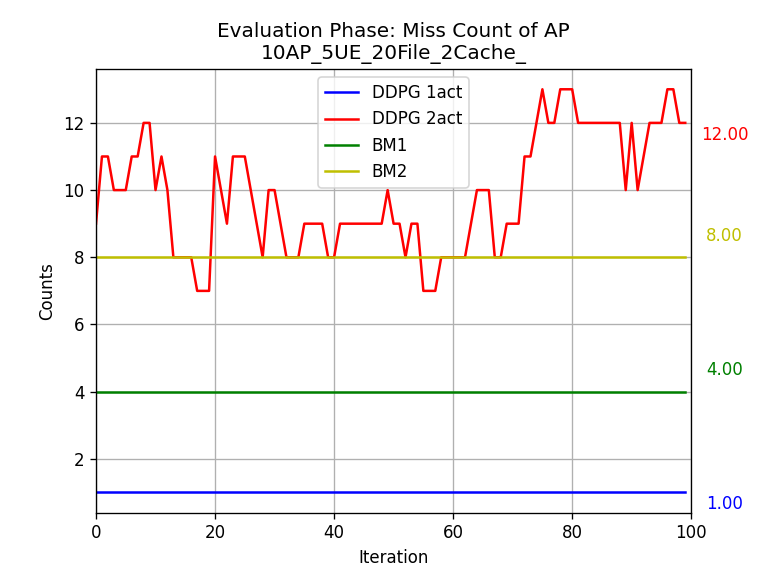 Evaluation Phase: Miss Count of AP
10AP_5UE_20File_2Cache_
DDPG 1act
DDPG 2act
BM1
BM2
12
10
8
6
4
2
Counts
12.00
8.00
4.00
1.00
0
20
40
60
80
100
Iteration